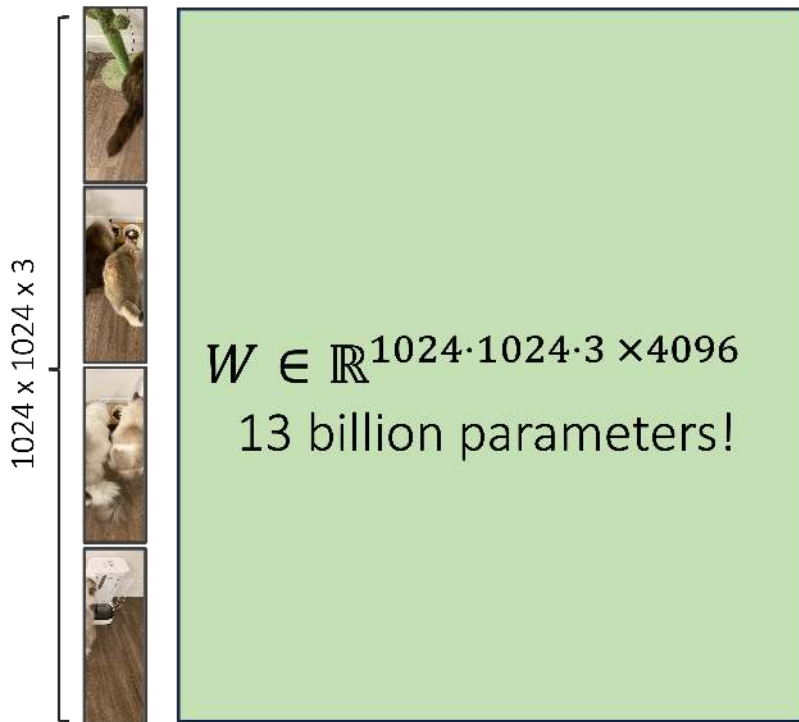 1024 x 1024 x 3
W ∈ ℝ^{1024·1024·3 ×4096}
13 billion parameters!